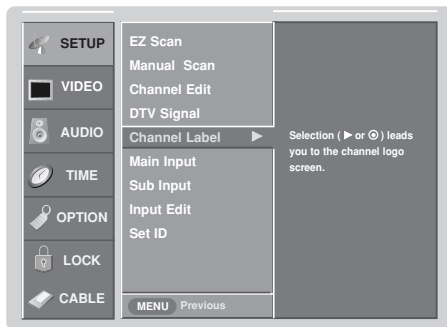 SETUP
VIDEO
AUDIO
TIME
OPTION
LOCK
CABLE
EZ Scan
Manual Scan
Channel Edit
DTV Signal
Channel Label ▶
Main Input
Sub Input
Input Edit
Set ID
MENU Previous
Selection ( ▶ or ◉ ) leads
you to the channel logo
screen.